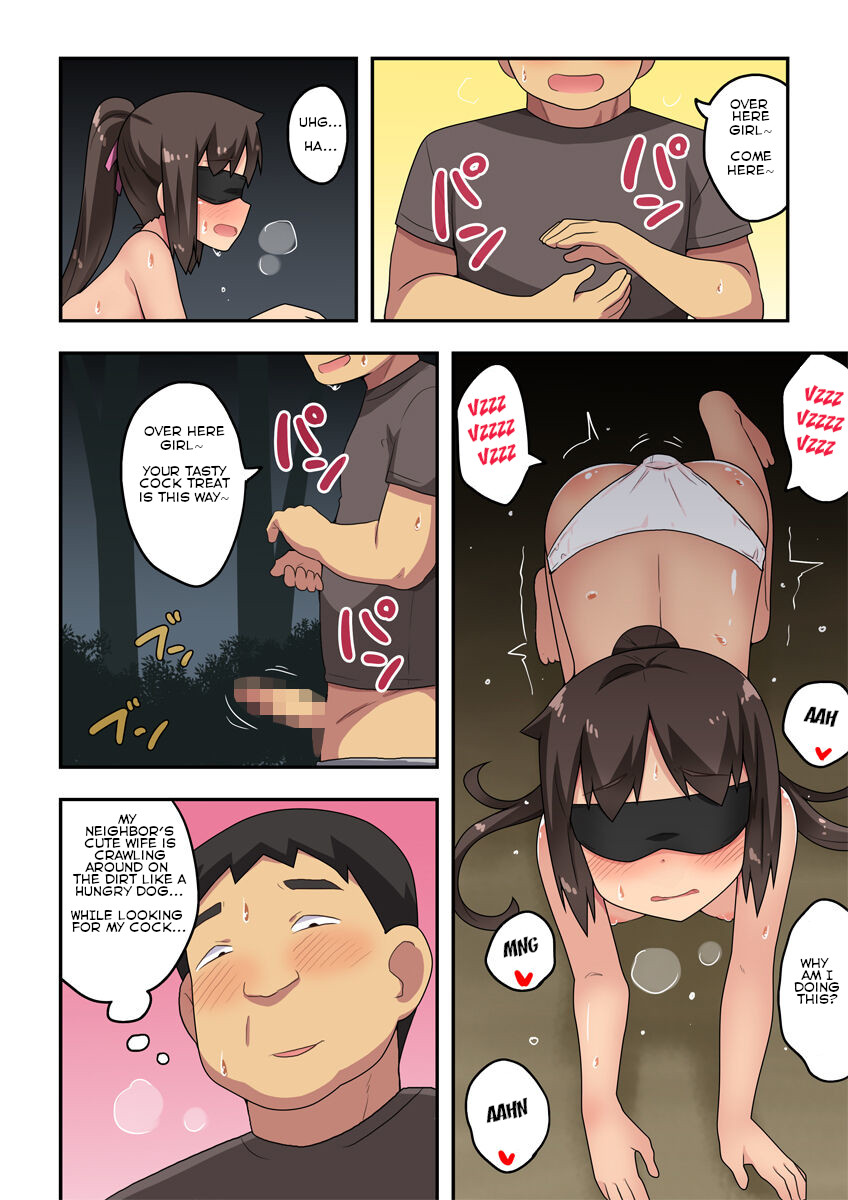 OVER
HERE
GIRL~
COME
HERE~
パン
パン
UHG...
HA...
VZZZ
VZZZZ
VZZZ
VZZZ
VZZZZ
VZZZ
AAH
WHY
AM I
DOING
THIS?
MNG
AAHN
OVER HERE
GIRL~
YOUR TASTY
COCK TREAT
IS THIS WAY~
パン
パン
ビン
ビン
MY
NEIGHBOR'S
CUTE WIFE IS
CRAWLING
AROUND ON
THE DIRT LIKE A
HUNGRY DOG...
WHILE LOOKING
FOR MY COCK...